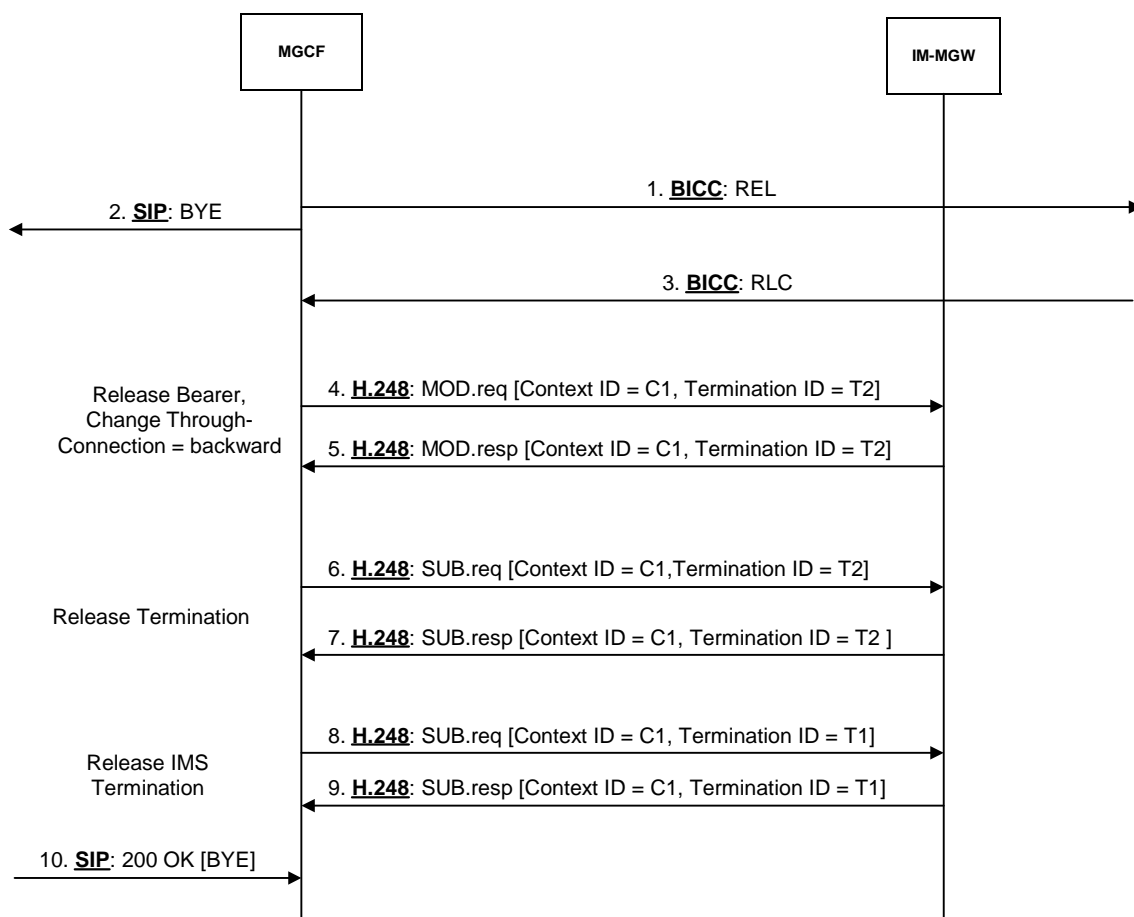 MGCF
IM-MGW
1. BICC: REL
2. SIP: BYE
3. BICC: RLC
Release Bearer,
Change Through-
Connection = backward
4. H.248: MOD.req [Context ID = C1, Termination ID = T2]
5. H.248: MOD.resp [Context ID = C1, Termination ID = T2]
6. H.248: SUB.req [Context ID = C1,Termination ID = T2]
Release Termination
7. H.248: SUB.resp [Context ID = C1, Termination ID = T2 ]
8. H.248: SUB.req [Context ID = C1, Termination ID = T1]
Release IMS
Termination
9. H.248: SUB.resp [Context ID = C1, Termination ID = T1]
10. SIP: 200 OK [BYE]